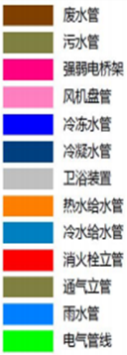 废水管
污水管
强弱电桥架
风机盘管
冷冻水管
冷凝水管
卫浴装置
热水给水管
冷水给水管
消火栓立管
通气立管
雨水管
电气管线